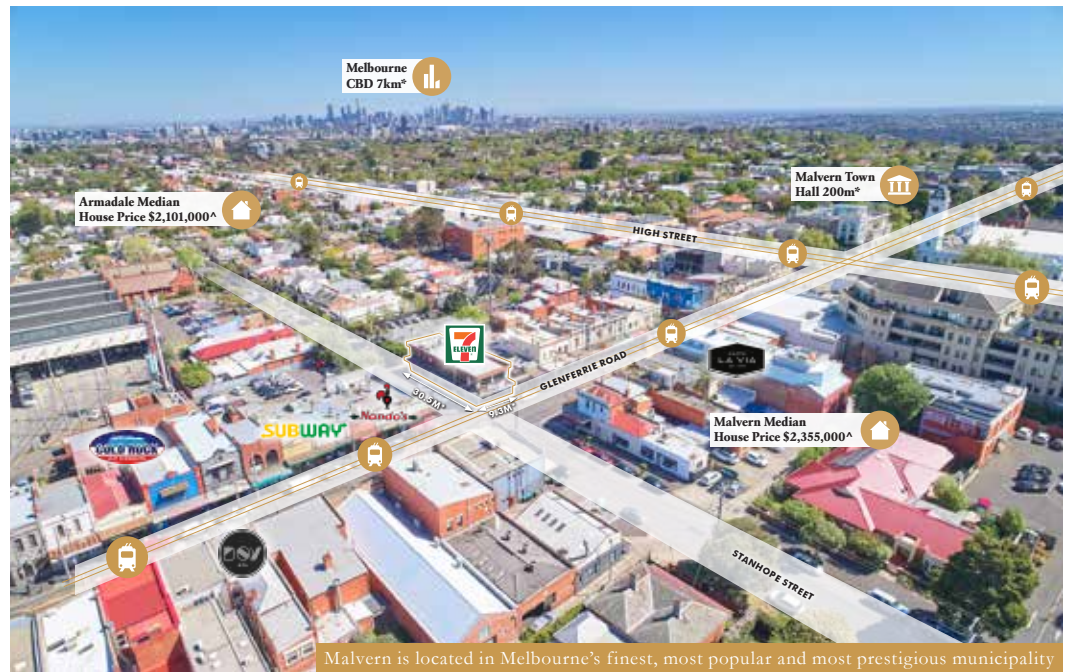 Melbourne
CBD 7km*
Malvern Town
Hall 200m*
Armadale Median
House Price $2,101,000^
HIGH STREET
7
ELEVEN
GLENFERRIE ROAD
LA VIA
30.5M*
9.3M*
Nando's
SUBWAY
COLD ROCK
Malvern Median
House Price $2,355,000^
STANHOPE STREET
Malvern is located in Melbourne's finest, most popular and most prestigious municipality